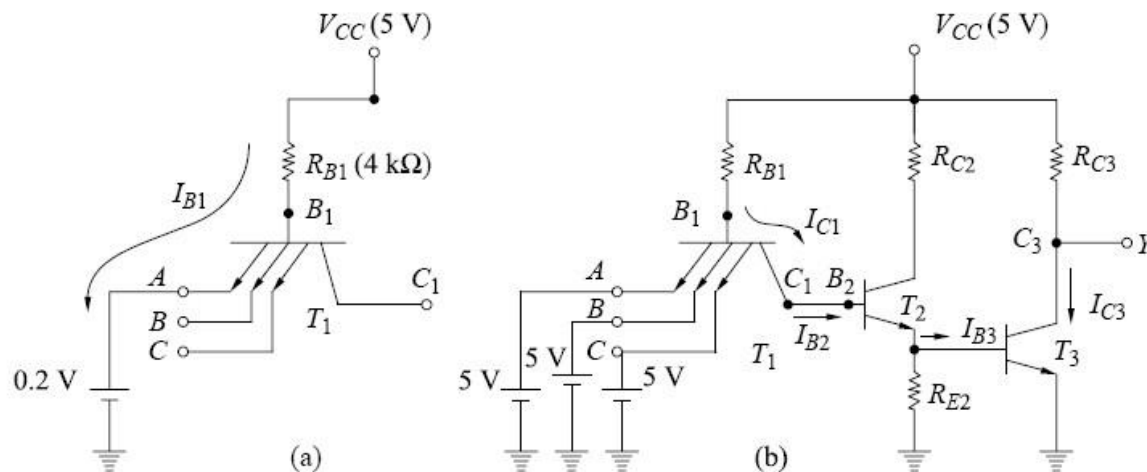 V_CC (5 V)
R_B1 (4 kΩ)
I_B1
B_1
A
C_1
B
T_1
C
0.2 V
(a)
V_CC (5 V)
R_B1
R_C2
R_C3
B_1
I_C1
C_3
Y
A
C_1
B_2
B
T_2
I_C3
C
T_1
I_B2
I_B3
T_3
5 V
5 V
5 V
R_E2
(b)